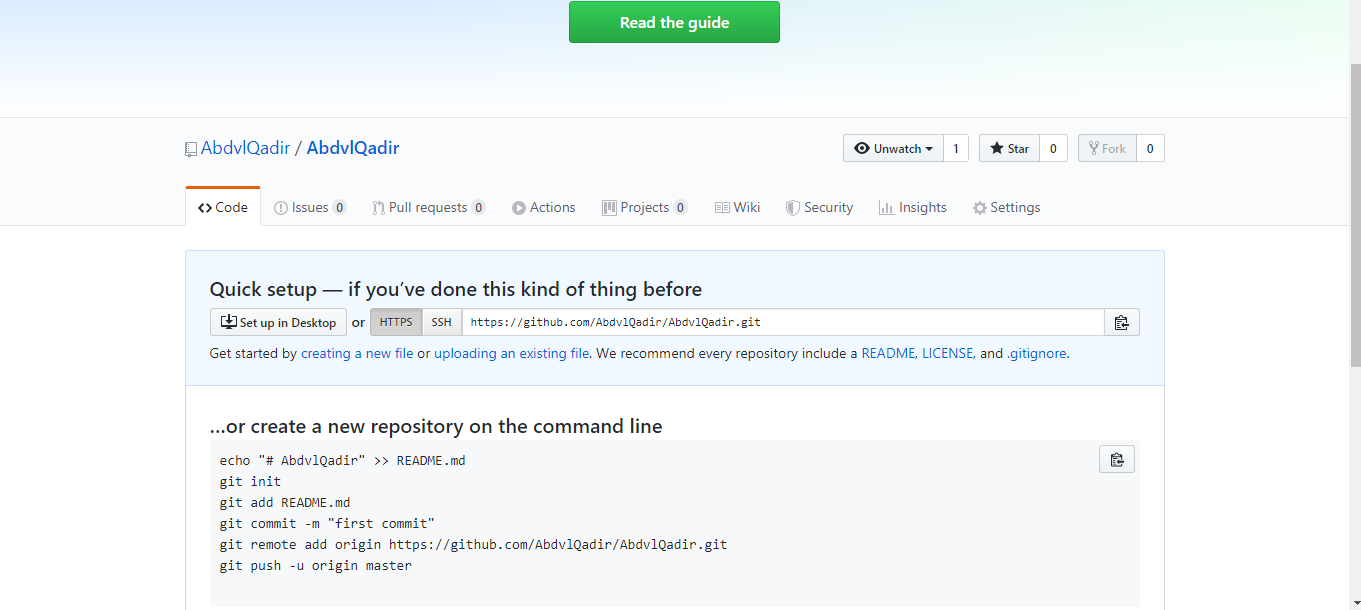 Read the guide
AbdvlQadir / AbdvlQadir
Unwatch 1 Star 0 Fork 0
Code Issues 0 Pull requests 0 Actions Projects 0 Wiki Security Insights Settings
Quick setup — if you’ve done this kind of thing before
Set up in Desktop or HTTPS SSH https://github.com/AbdvlQadir/AbdvlQadir.git
Get started by creating a new file or uploading an existing file. We recommend every repository include a README, LICENSE, and .gitignore.
…or create a new repository on the command line
echo "# AbdvlQadir" >> README.md
git init
git add README.md
git commit -m "first commit"
git remote add origin https://github.com/AbdvlQadir/AbdvlQadir.git
git push -u origin master